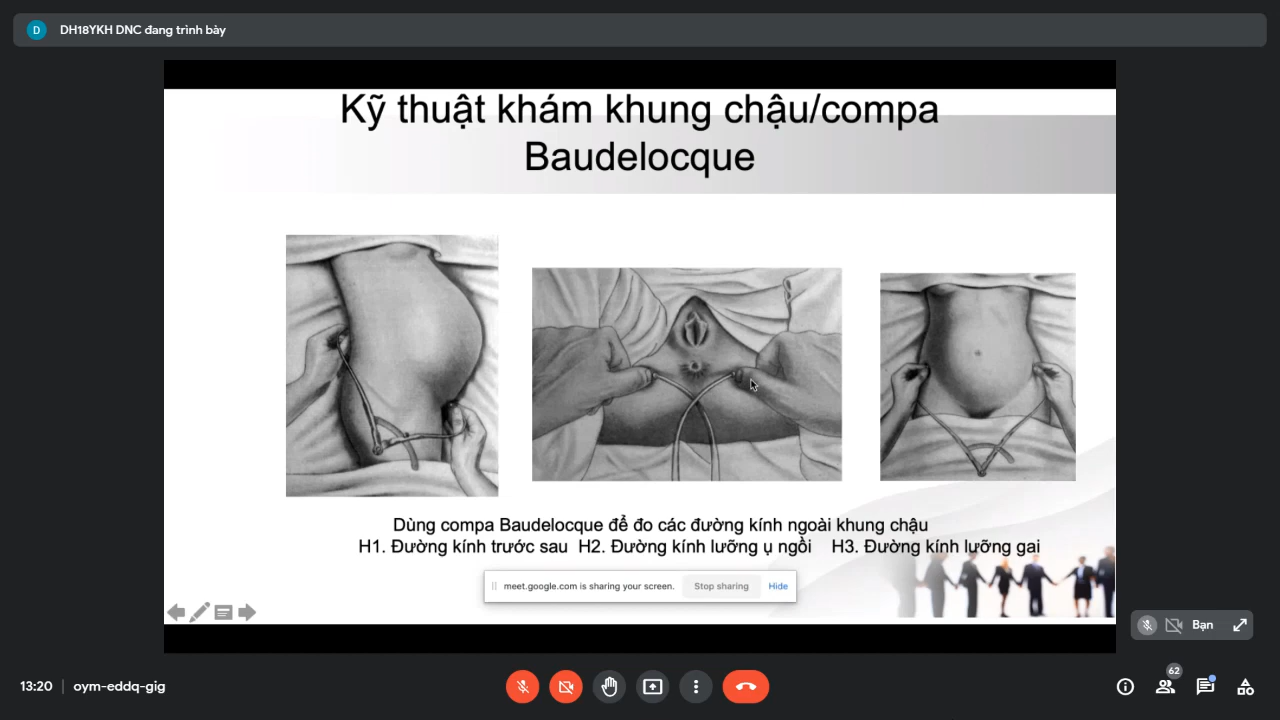 D DH18YKH DNC đang trình bày
Kỹ thuật khám khung chậu/compa
Baudelocque
Dùng compa Baudelocque để đo các đường kính ngoài khung chậu
H1. Đường kính trước sau H2. Đường kính lưỡng ụ ngồi H3. Đường kính lưỡng gai
meet.google.com is sharing your screen. Stop sharing Hide
Bạn
13:20 | oym-eddq-gig
62